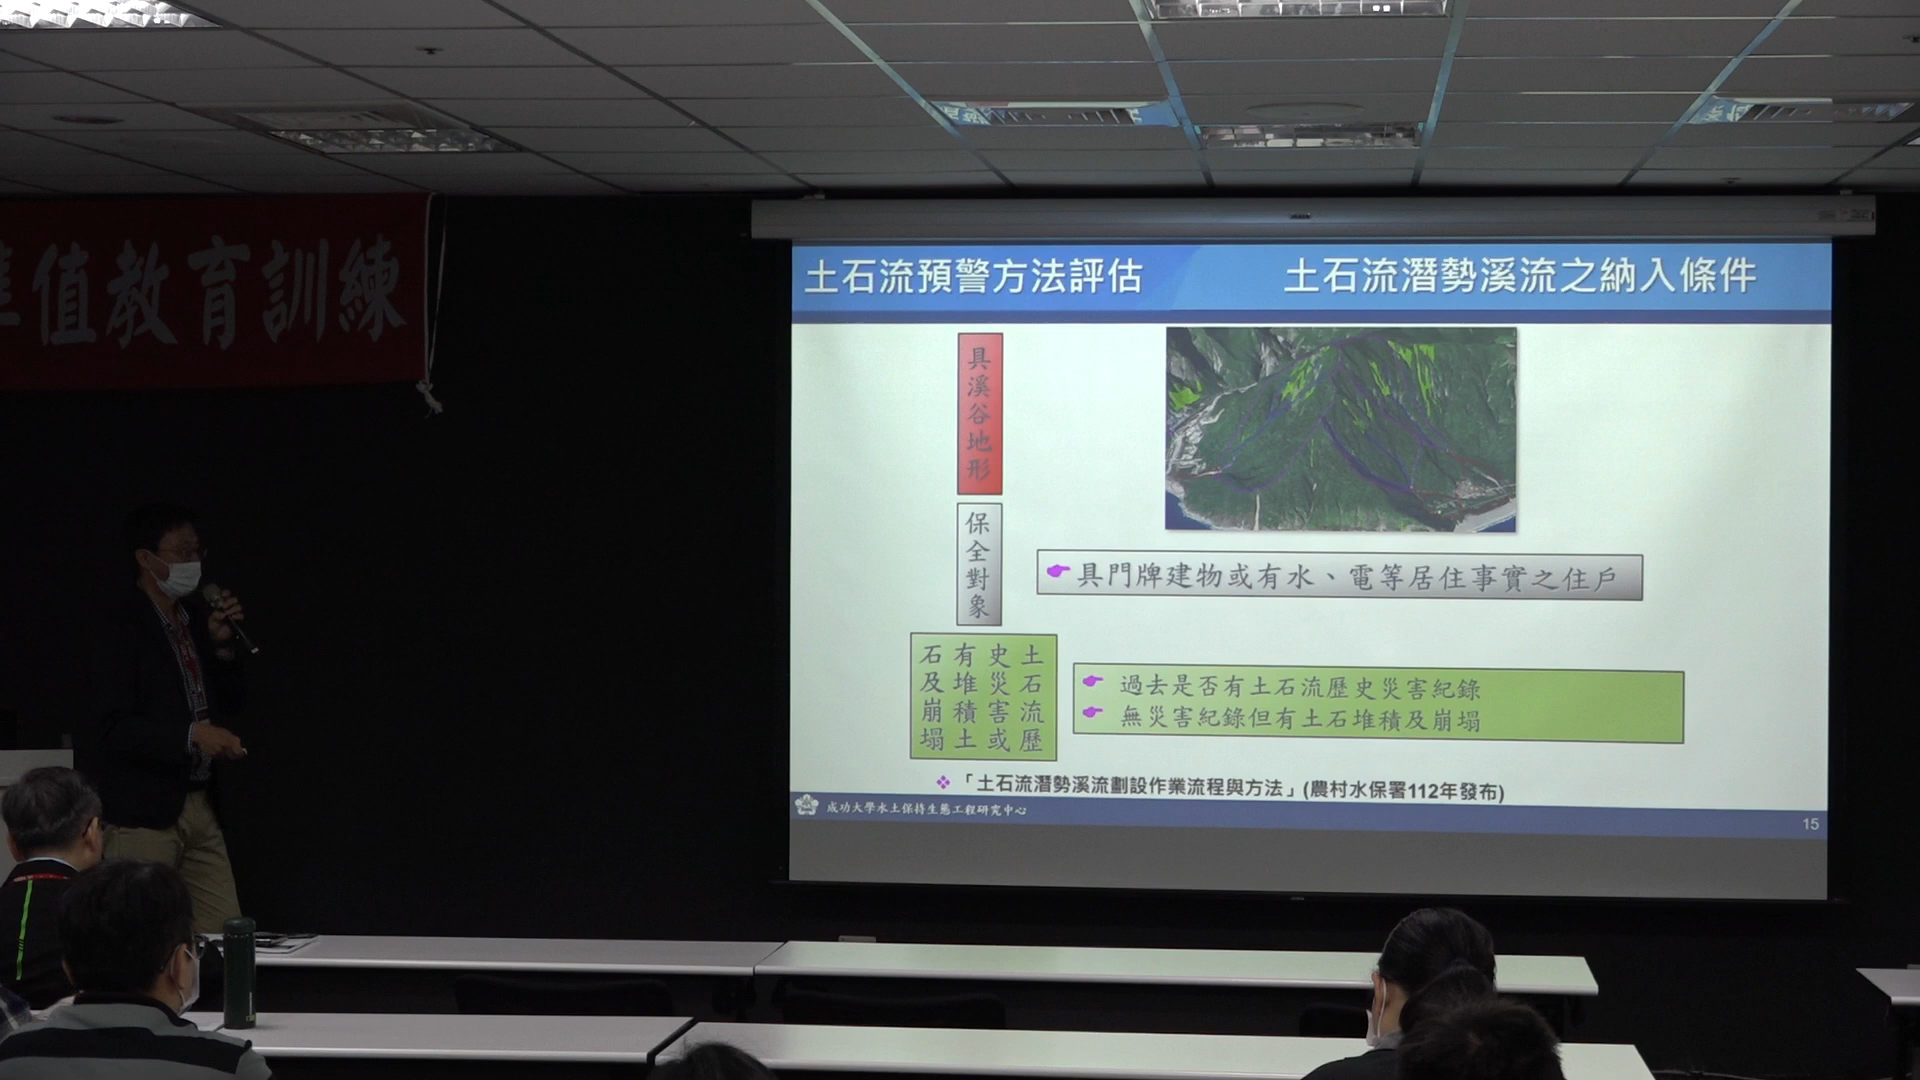 值教育訓練
土石流預警方法評估
土石流潛勢溪流之納入條件
具溪谷地形
保全對象
具門牌建物或有水、電等居住事實之住戶
土石流歷
史災害或
有堆積土
石及崩塌
過去是否有土石流歷史災害紀錄
無災害紀錄但有土石堆積及崩塌
「土石流潛勢溪流劃設作業流程與方法」(農村水保署112年發布)
成功大學水土保持生態工程研究中心
15